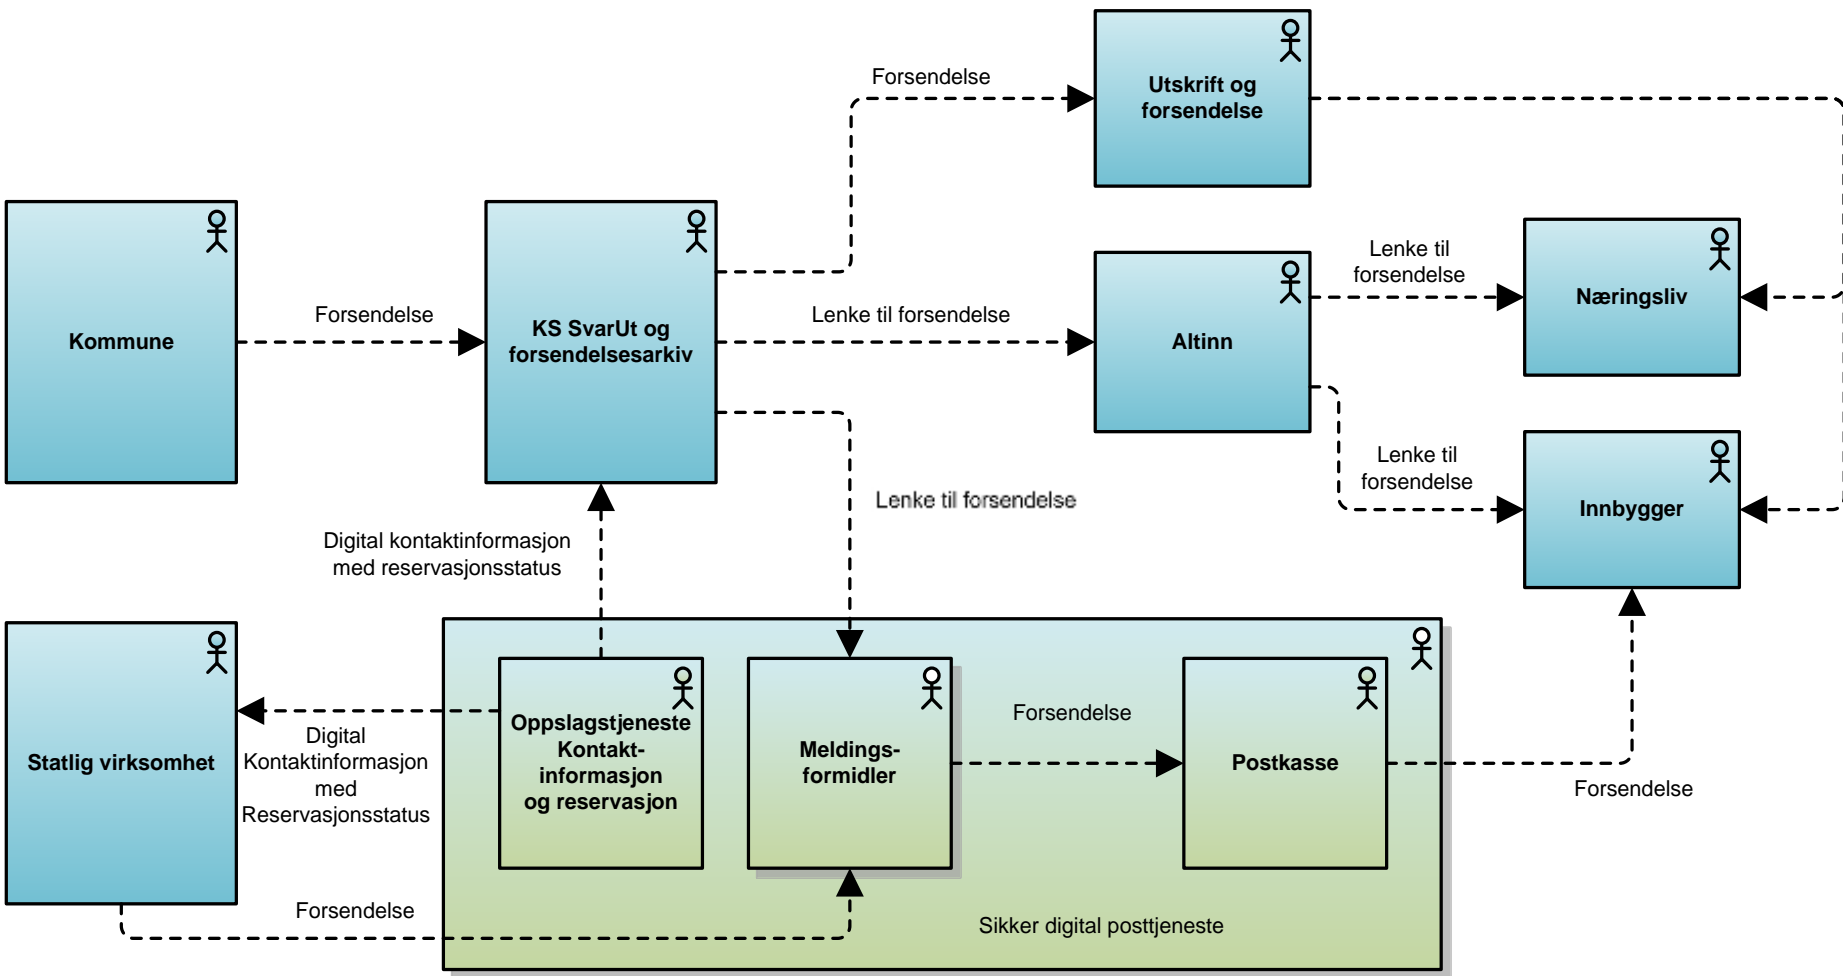 Forsendelse
Utskrift og
forsendelse
Kommune
Forsendelse
KS SvarUt og
forsendelsesarkiv
Lenke til forsendelse
Altinn
Lenke til
forsendelse
Næringsliv
Lenke til
forsendelse
Innbygger
Lenke til forsendelse
Digital kontaktinformasjon
med reservasjonsstatus
Statlig virksomhet
Digital
Kontaktinformasjon
med
Reservasjonsstatus
Oppslagstjeneste
Kontakt-
informasjon
og reservasjon
Meldings-
formidler
Forsendelse
Postkasse
Forsendelse
Forsendelse
Sikker digital posttjeneste